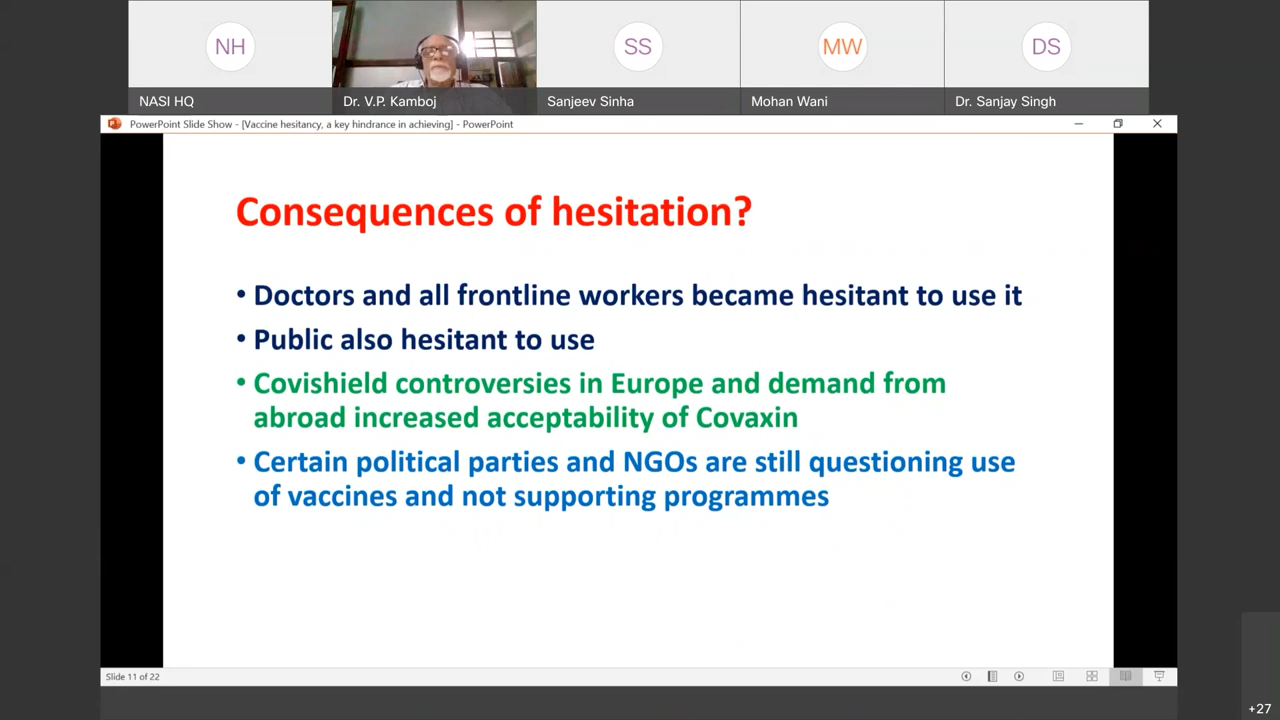 NH
SS
MW
DS
NASI HQ
Dr. V.P. Kamboj
Sanjeev Sinha
Mohan Wani
Dr. Sanjay Singh
PowerPoint Slide Show - [Vaccine hesitancy, a key hindrance in achieving] - PowerPoint
Consequences of hesitation?
• Doctors and all frontline workers became hesitant to use it
• Public also hesitant to use
• Covishield controversies in Europe and demand from
abroad increased acceptability of Covaxin
• Certain political parties and NGOs are still questioning use
of vaccines and not supporting programmes
Slide 11 of 22
+27